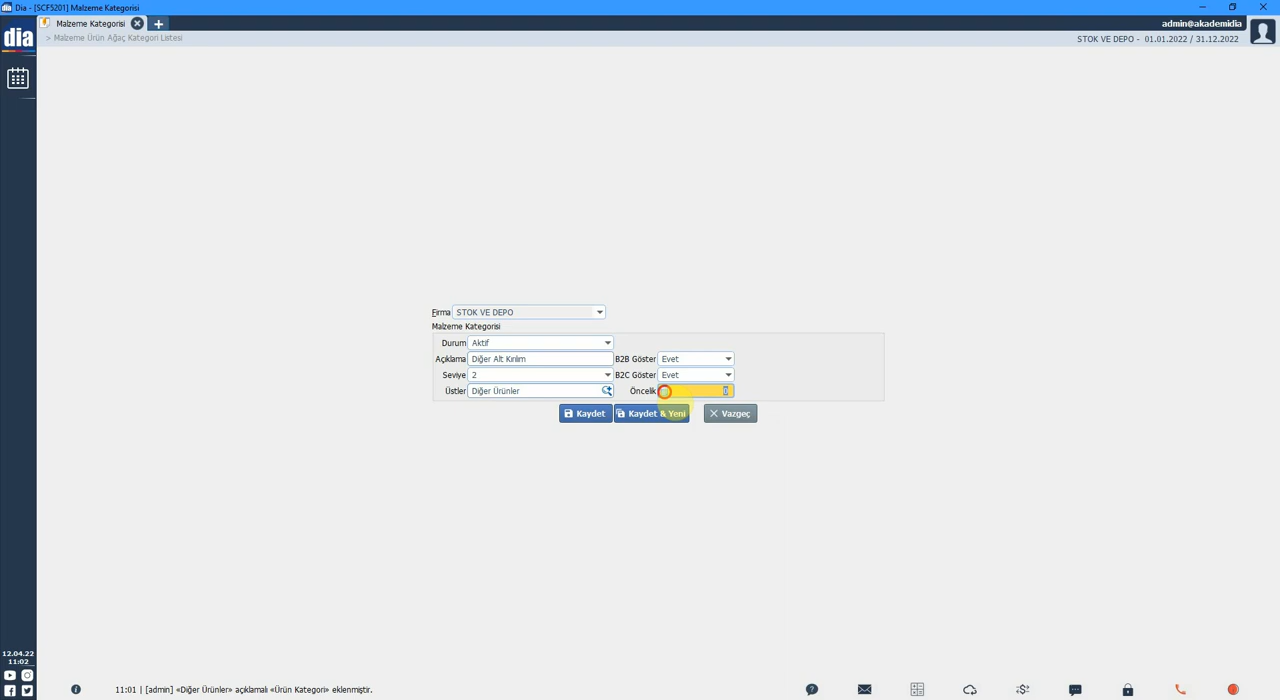 Dia - [SCF5201] Malzeme Kategorisi
dia
Malzeme Kategorisi
admin@akademidia
> Malzeme Ürün Ağaç Kategori Listesi
STOK VE DEPO - 01.01.2022 / 31.12.2022
Firma STOK VE DEPO
Malzeme Kategorisi
Durum Aktif
Açıklama Diğer Alt Kırılım B2B Göster Evet
Seviye 2 B2C Göster Evet
Üstler Diğer Ürünler Öncelik 0
Kaydet Kaydet & Yeni Vazgeç
12.04.22
11:02
11:01 | [admin] «Diğer Ürünler» açıklamalı «Ürün Kategori» eklenmiştir.